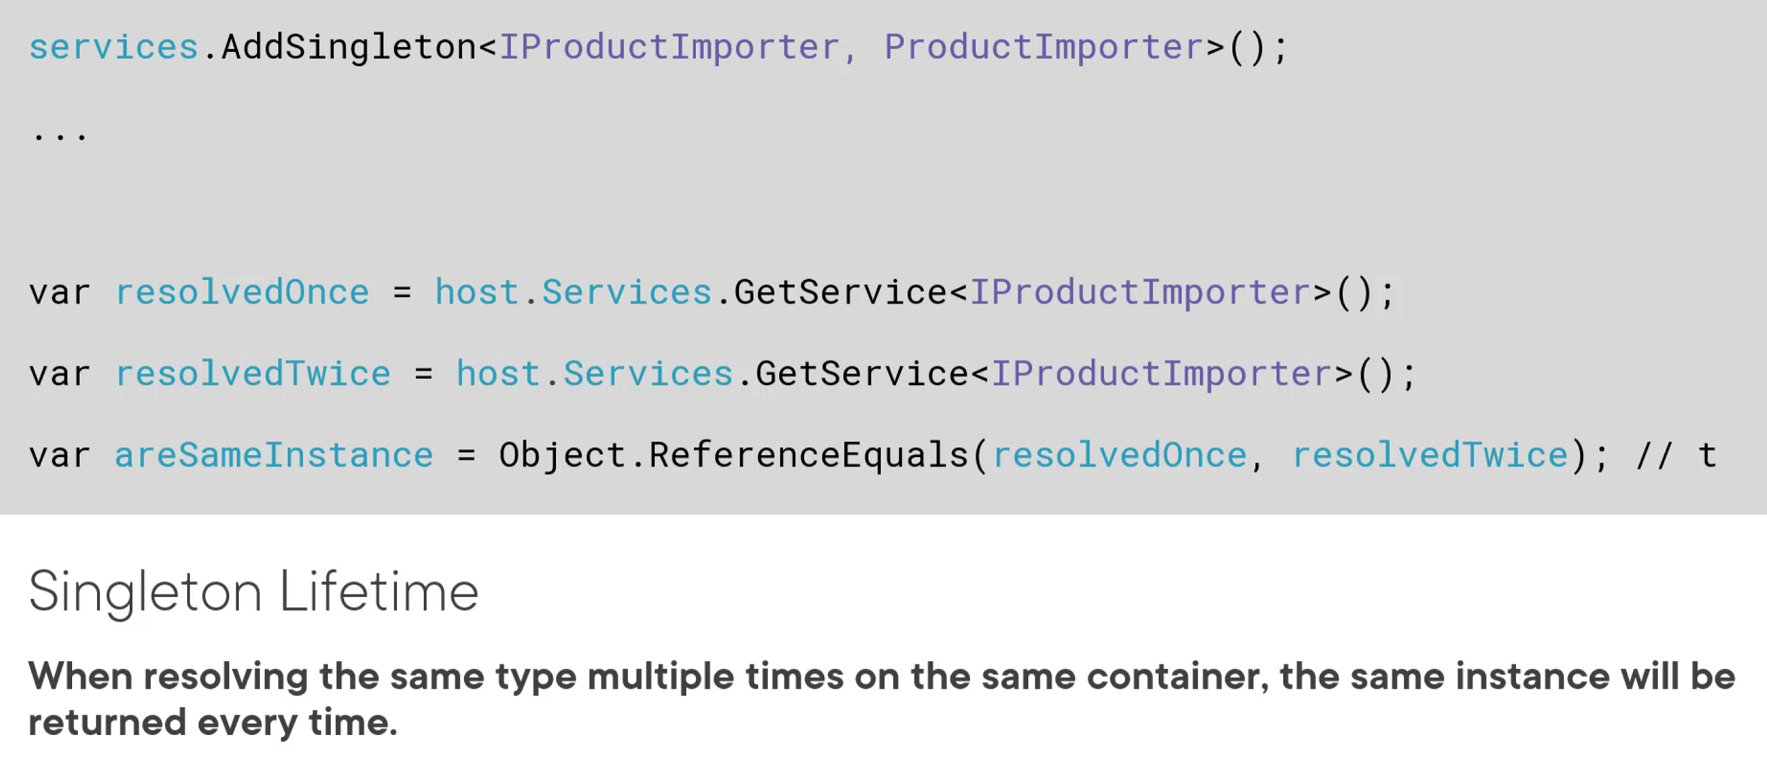 services.AddSingleton<IProductImporter, ProductImporter>();
...
var resolvedOnce = host.Services.GetService<IProductImporter>();
var resolvedTwice = host.Services.GetService<IProductImporter>();
var areSameInstance = Object.ReferenceEquals(resolvedOnce, resolvedTwice); // t
Singleton Lifetime
When resolving the same type multiple times on the same container, the same instance will be
returned every time.